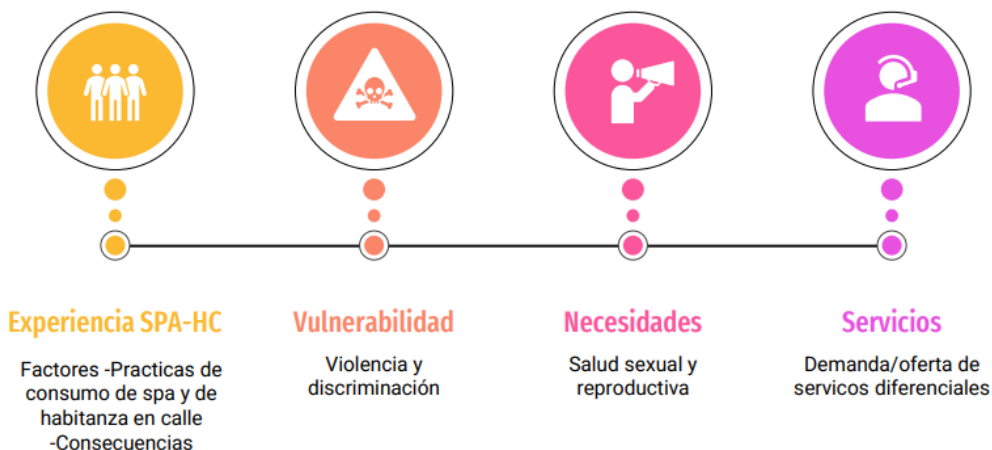 Experiencia SPA-HC
Factores -Practicas de
consumo de spa y de
habitanza en calle
-Consecuencias
Vulnerabilidad
Violencia y
discriminación
Necesidades
Salud sexual y
reproductiva
Servicios
Demanda/oferta de
servicos diferenciales